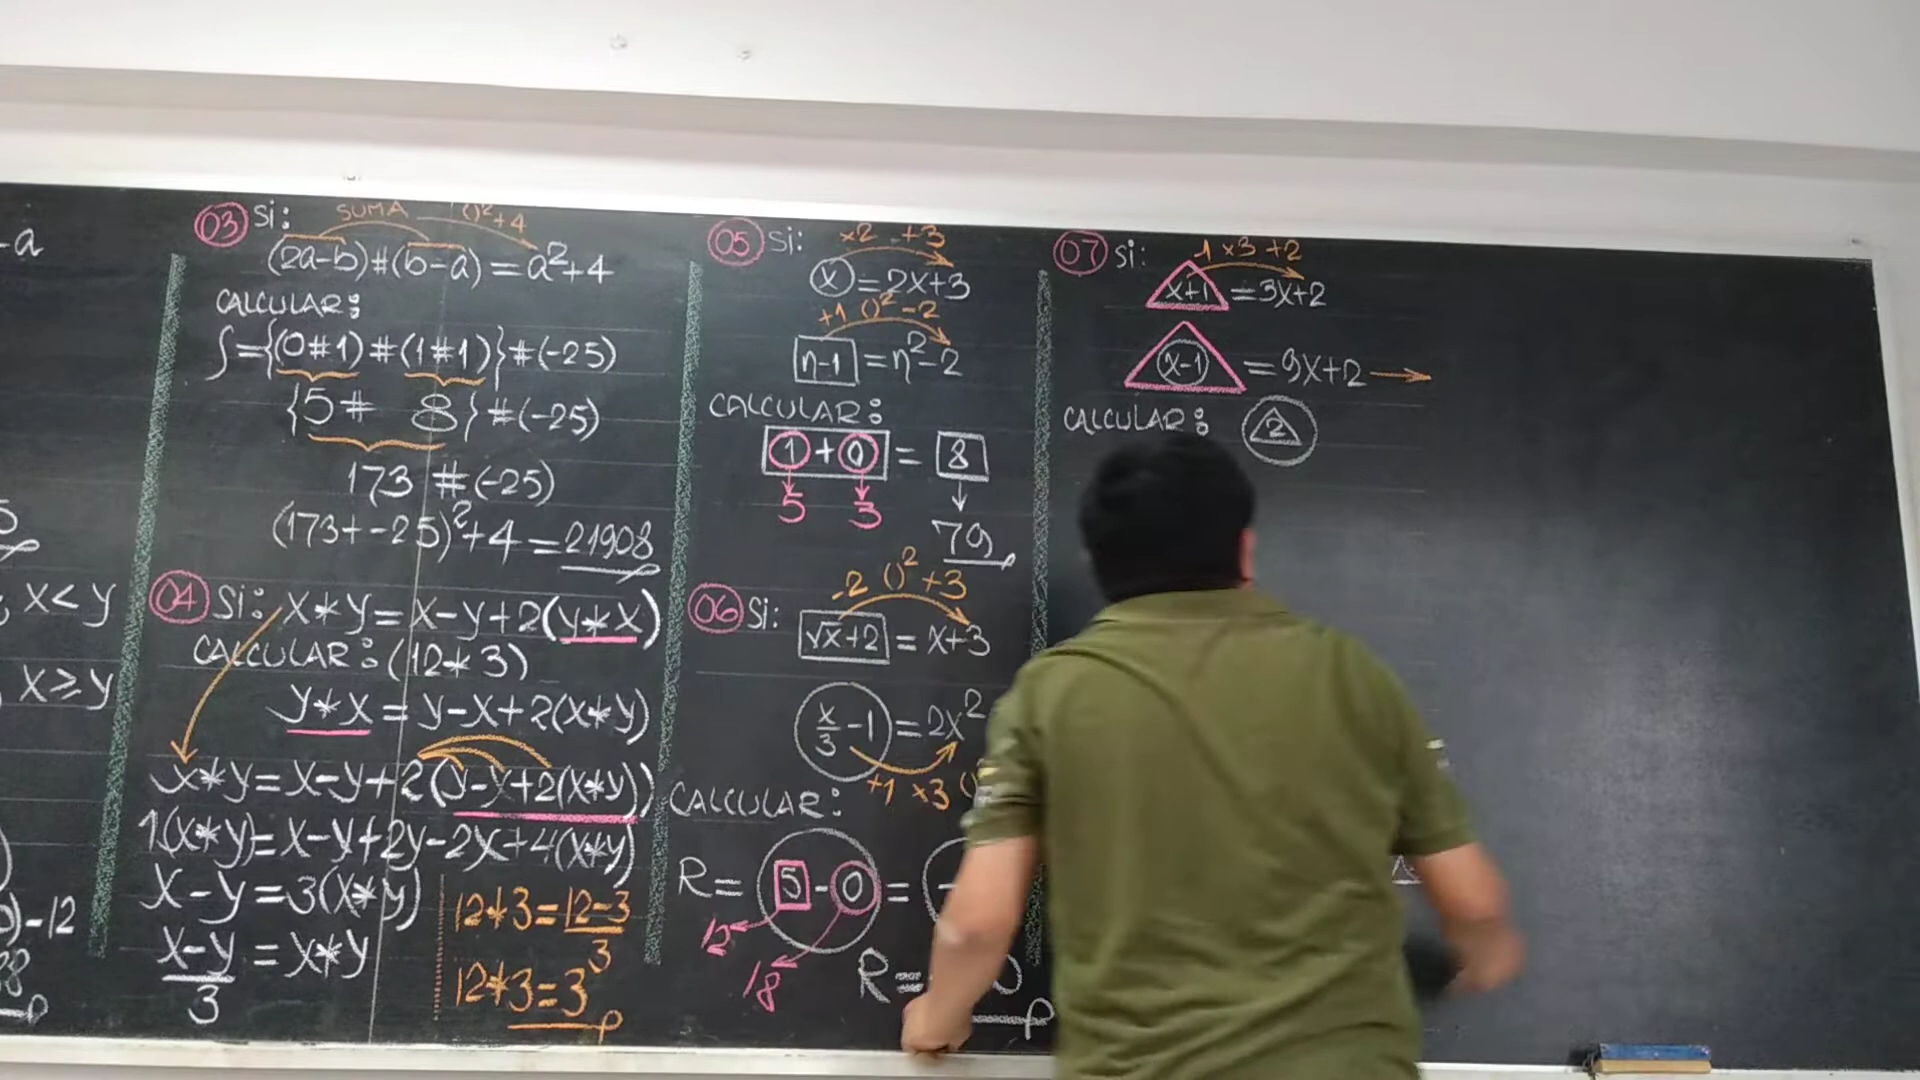 -a
5
; x<y
, x≥y
)-12
03 Si: SUMA ()²+4
(2a-b)#(b-a)=a²+4
CALCULAR:
S={(0#1)#(1#1)}#(-25)
{5# 8}#(-25)
173 #(-25)
(173+-25)²+4=21908
04 Si: x*y=x-y+2(y*x)
CALCULAR: (12*3)
y*x=y-x+2(x*y)
x*y=x-y+2(y-x+2(x*y))
1(x*y)=x-y+2y-2x+4(x*y)
x-y=3(x*y)
x-y/3=x*y
12*3=12-3/3
12*3=3
05 Si: x2 +3
(x)=2x+3
+1 ()²-2
n-1=n²-2
CALCULAR:
1+0=8
5 3
79
06 Si: -2 ()²+3
√x+2=x+3
x/3-1=2x²
+1 x3 (
CALCULAR:
R=5-0=
12
18
R=
07 Si: -1 x3 +2
x+1=3x+2
x-1=9x+2→
CALCULAR: 2